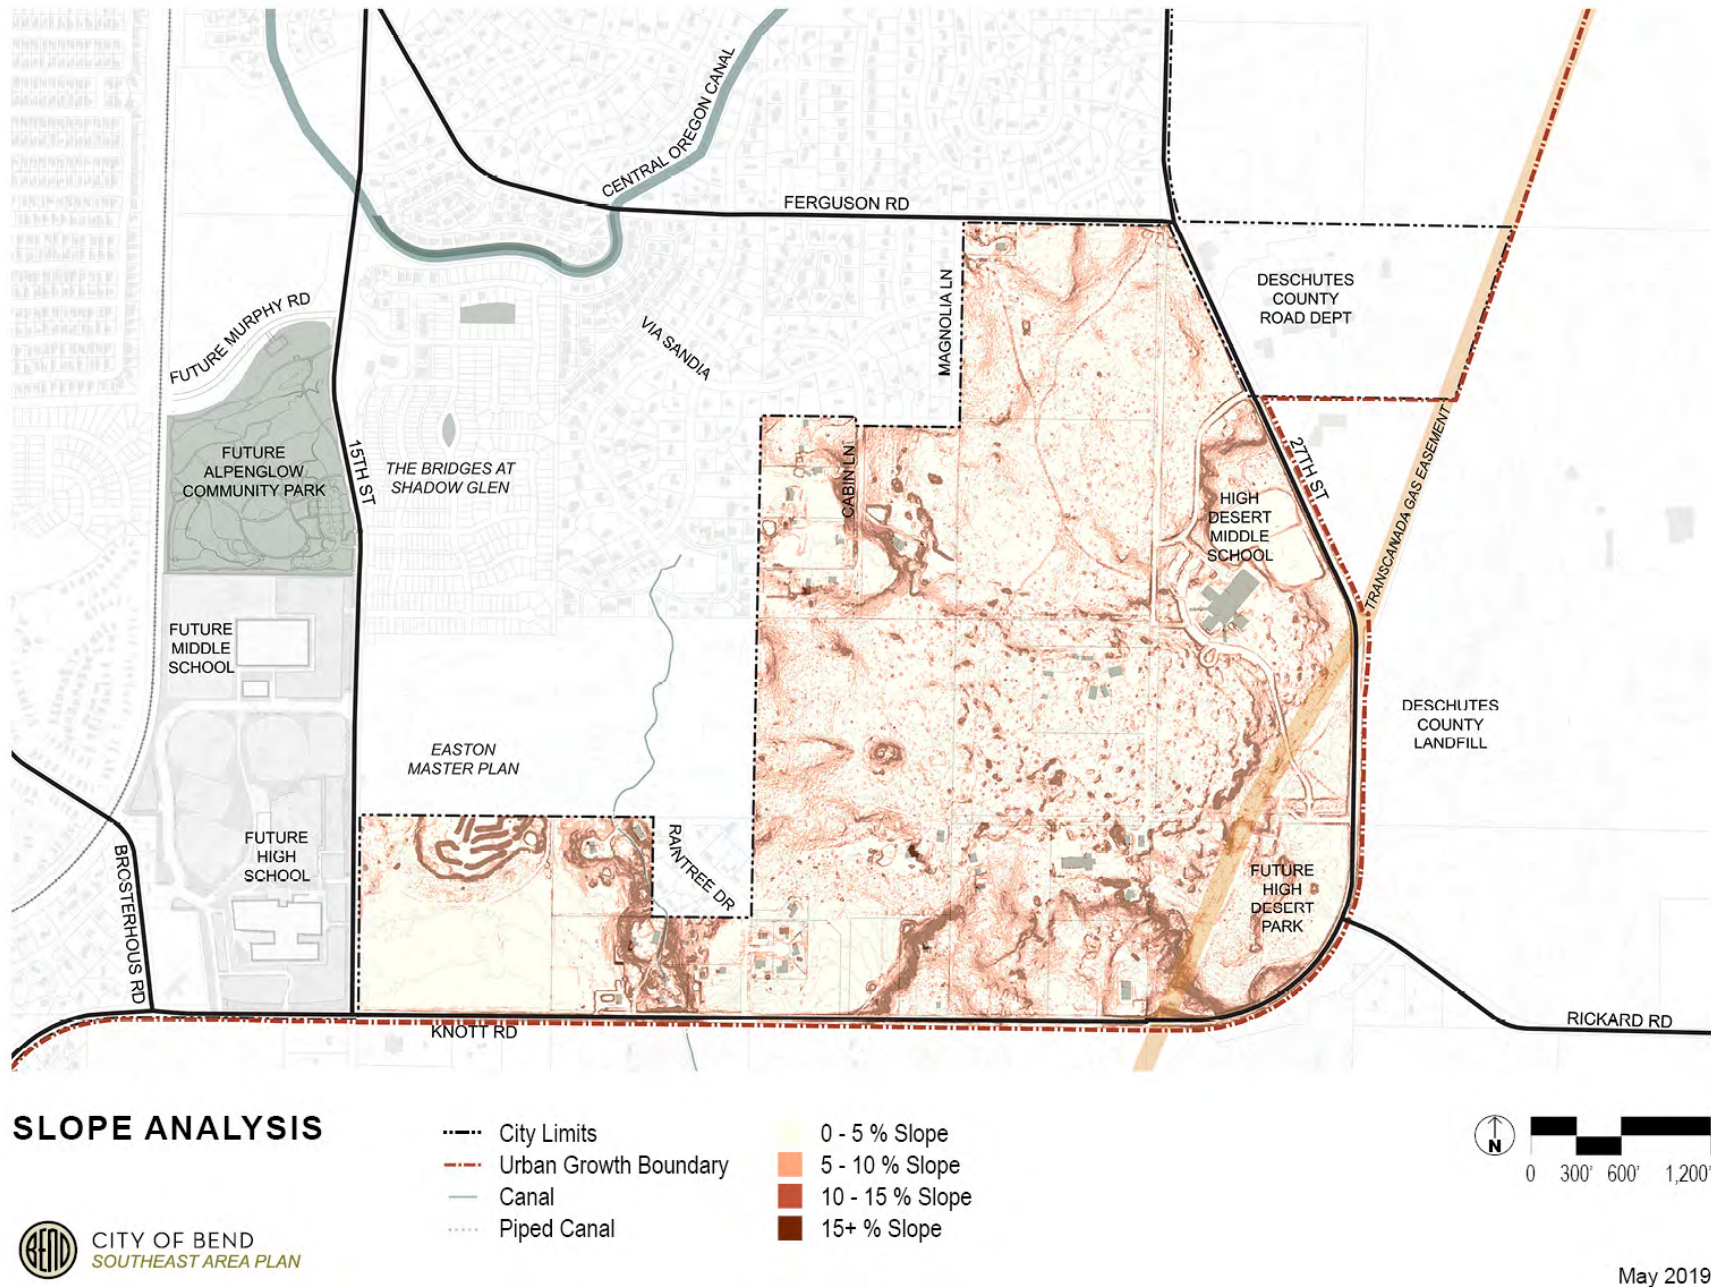 CENTRAL OREGON CANAL
FERGUSON RD
DESCHUTES
COUNTY
ROAD DEPT
MAGNOLIA LN
FUTURE MURPHY RD
VIA SANDIA
FUTURE
ALPENGLOW
COMMUNITY PARK
15TH ST
THE BRIDGES AT
SHADOW GLEN
CABIN LN
27TH ST
TRANSCANADA GAS EASEMENT
HIGH
DESERT
MIDDLE
SCHOOL
FUTURE
MIDDLE
SCHOOL
DESCHUTES
COUNTY
LANDFILL
EASTON
MASTER PLAN
FUTURE
HIGH
SCHOOL
BROSTERHOUS RD
RAINTREE DR
FUTURE
HIGH
DESERT
PARK
KNOTT RD
RICKARD RD
SLOPE ANALYSIS
City Limits
Urban Growth Boundary
Canal
Piped Canal
0 - 5 % Slope
5 - 10 % Slope
10 - 15 % Slope
15+ % Slope
N
0 300' 600' 1,200'
BEND
CITY OF BEND
SOUTHEAST AREA PLAN
May 2019